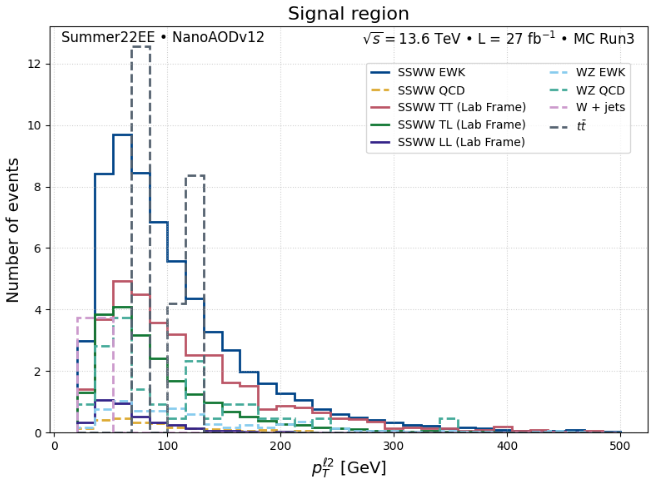 Signal region
Summer22EE • NanoAODv12
√s = 13.6 TeV • L = 27 fb⁻¹ • MC Run3
SSWW EWK
SSWW QCD
SSWW TT (Lab Frame)
SSWW TL (Lab Frame)
SSWW LL (Lab Frame)
WZ EWK
WZ QCD
W + jets
tt̄
Number of events
12
10
8
6
4
2
0
0 100 200 300 400 500
p_T^ℓ2 [GeV]